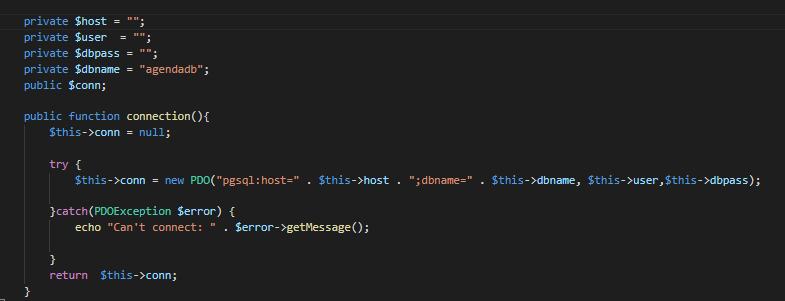 private $host = "";
private $user  = "";
private $dbpass = "";
private $dbname = "agendadb";
public $conn;
public function connection(){
$this->conn = null;
try {
$this->conn = new PDO("pgsql:host=" . $this->host . ";dbname=" . $this->dbname, $this->user,$this->dbpass);
}catch(PDOException $error) {
echo "Can't connect: " . $error->getMessage();
}
return  $this->conn;
}